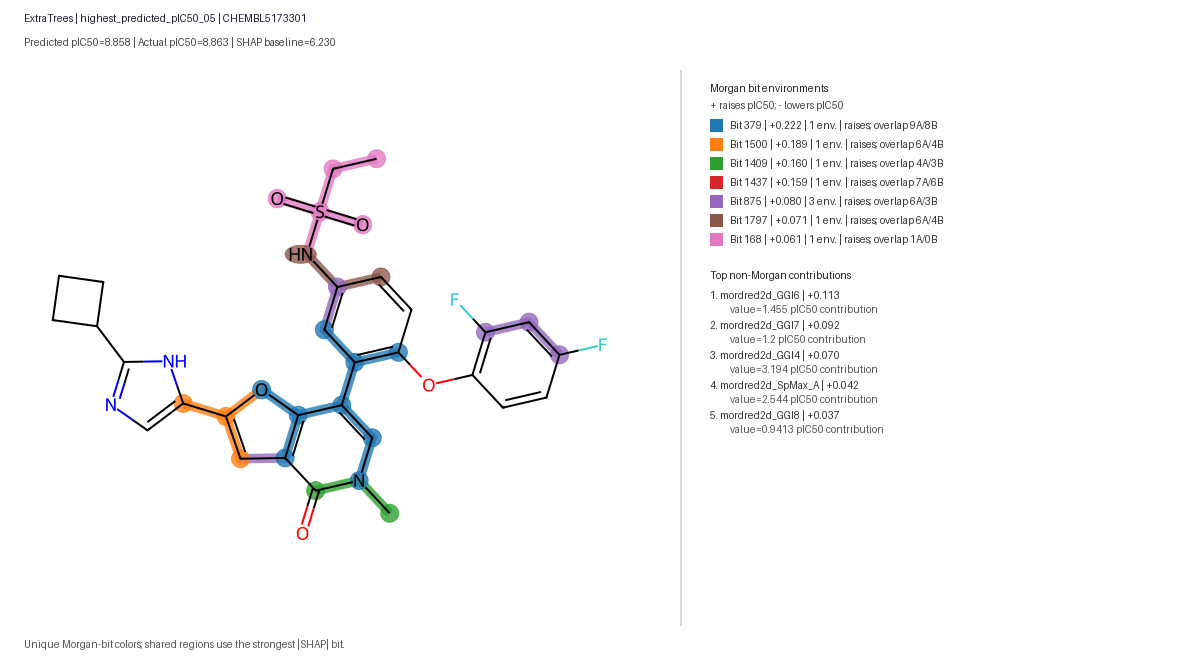 ExtraTrees | highest_predicted_pIC50_05 | CHEMBL5173301
Predicted pIC50=8.858 | Actual pIC50=8.863 | SHAP baseline=6.230
Morgan bit environments
+ raises pIC50; - lowers pIC50
Bit 379 | +0.222 | 1 env. | raises; overlap 9A/8B
Bit 1500 | +0.189 | 1 env. | raises; overlap 6A/4B
Bit 1409 | +0.160 | 1 env. | raises; overlap 4A/3B
Bit 1437 | +0.159 | 1 env. | raises; overlap 7A/6B
Bit 875 | +0.080 | 3 env. | raises; overlap 6A/3B
Bit 1797 | +0.071 | 1 env. | raises; overlap 6A/4B
Bit 168 | +0.061 | 1 env. | raises; overlap 1A/0B
Top non-Morgan contributions
1. mordred2d_GGI6 | +0.113
value=1.455 pIC50 contribution
2. mordred2d_GGI7 | +0.092
value=1.2 pIC50 contribution
3. mordred2d_GGI4 | +0.070
value=3.194 pIC50 contribution
4. mordred2d_SpMax_A | +0.042
value=2.544 pIC50 contribution
5. mordred2d_GGI8 | +0.037
value=0.9413 pIC50 contribution
O
S
O
HN
F
F
NH
O
N
O
N
O
Unique Morgan-bit colors; shared regions use the strongest |SHAP| bit.